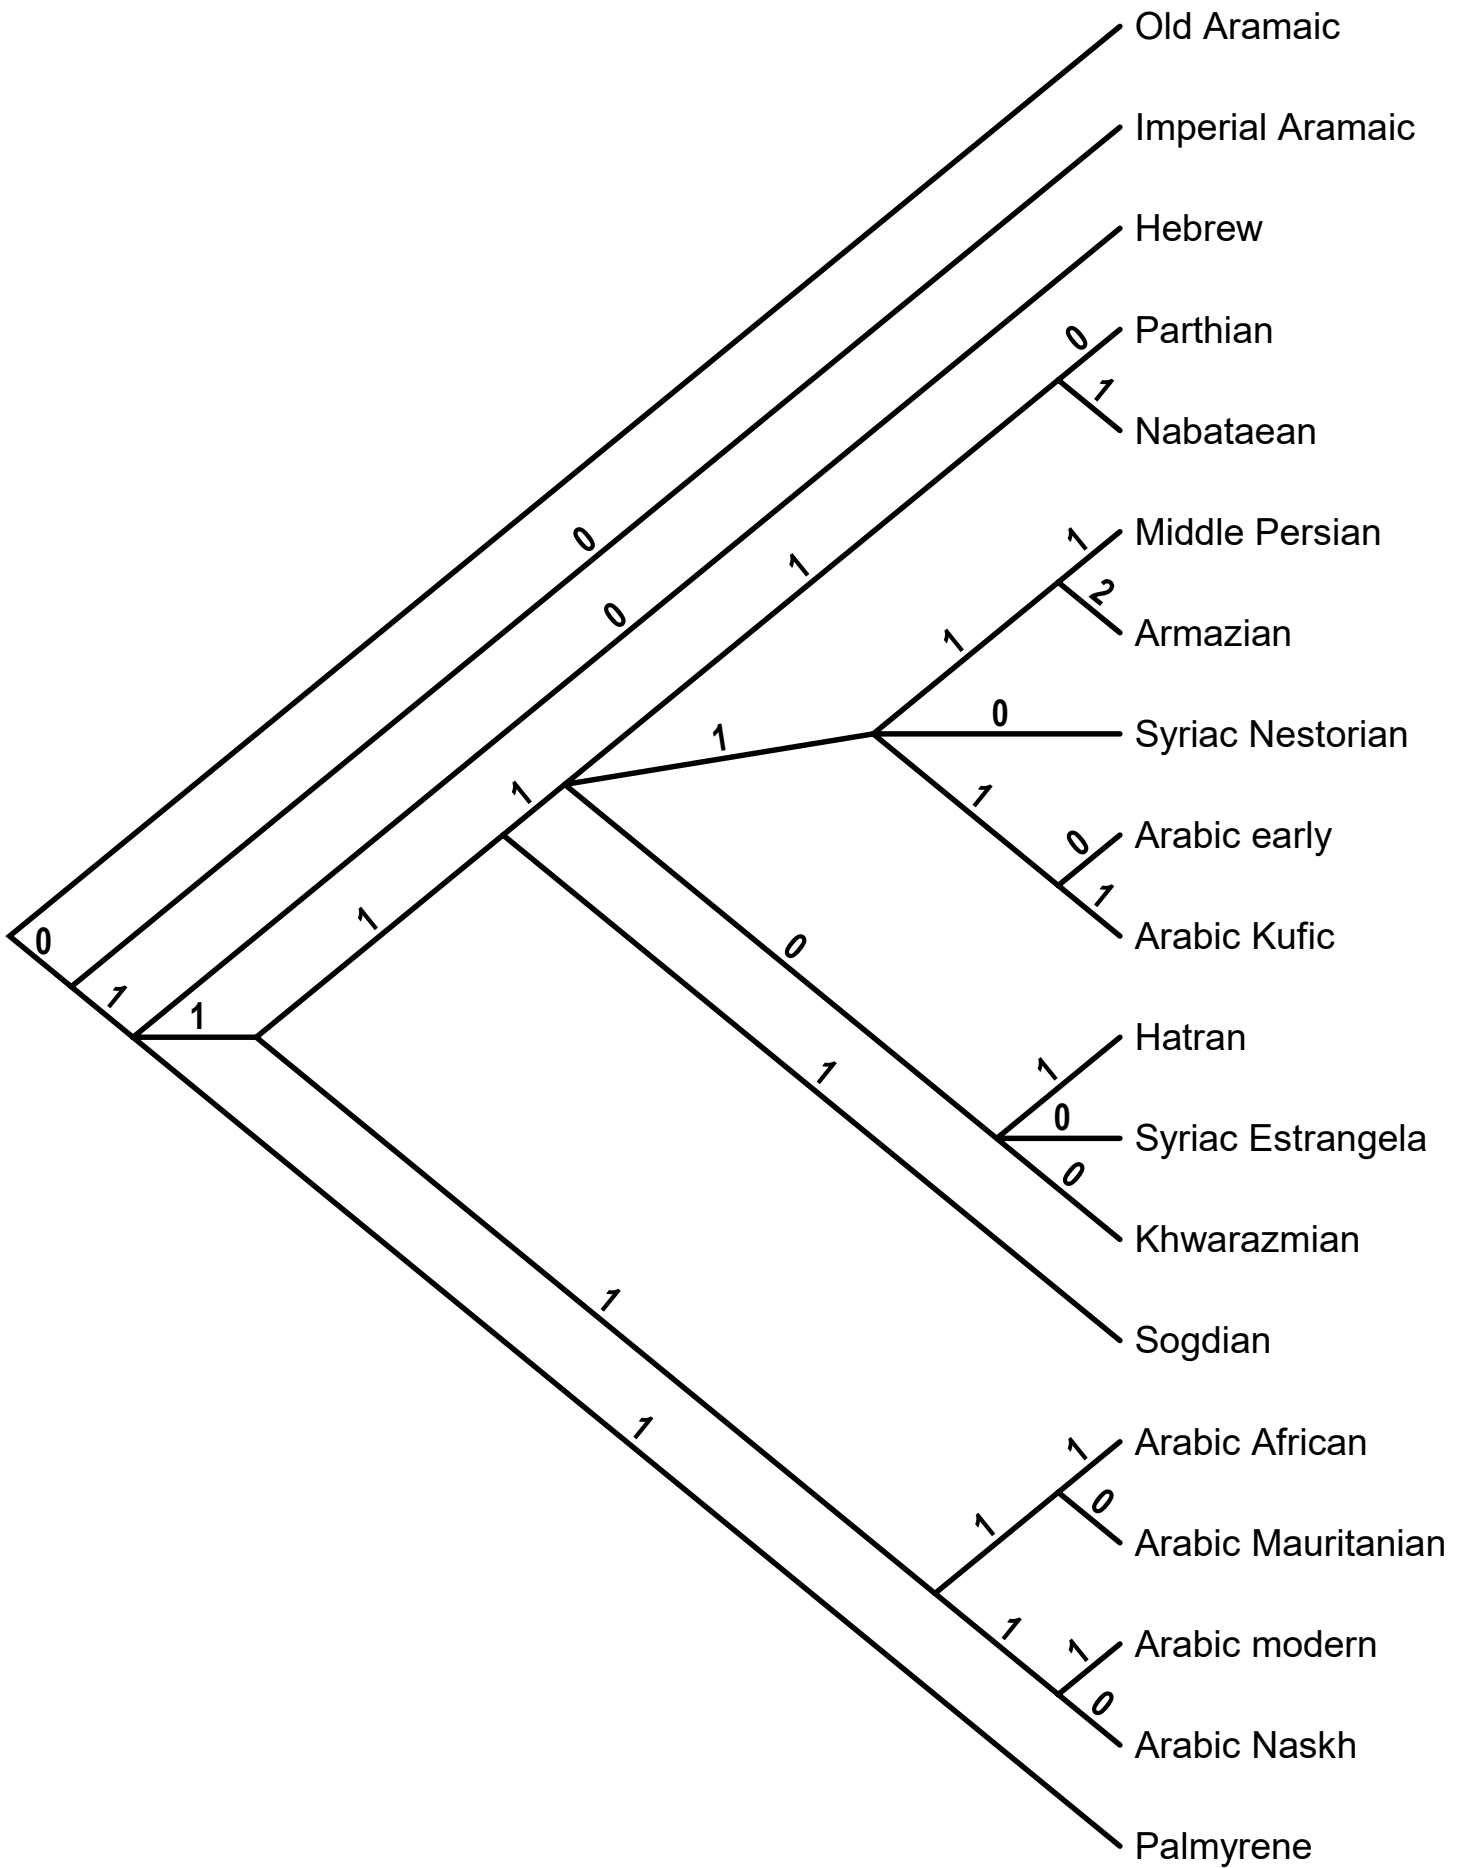 Old Aramaic
Imperial Aramaic
Hebrew
0
Parthian
1
Nabataean
1
Middle Persian
0
2
1
Armazian
0
1
0
Syriac Nestorian
1
1
1
0
Arabic early
1
Arabic Kufic
1
0
0
1
1
1
Hatran
1
0
Syriac Estrangela
0
Khwarazmian
1
Sogdian
1
1
Arabic African
0
1
Arabic Mauritanian
1
1
Arabic modern
0
Arabic Naskh
Palmyrene